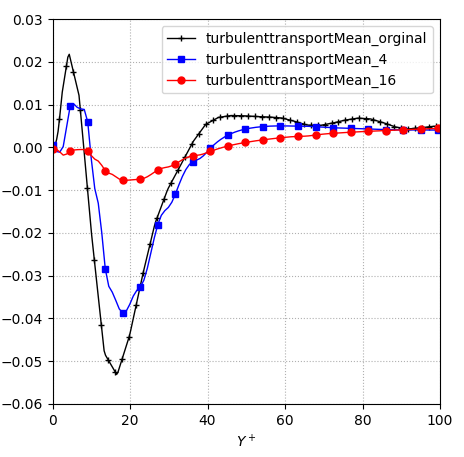 0.03
0.02
0.01
0.00
−0.01
−0.02
−0.03
−0.04
−0.05
−0.06
turbulenttransportMean_orginal
turbulenttransportMean_4
turbulenttransportMean_16
0 20 40 60 80 100
Y⁺